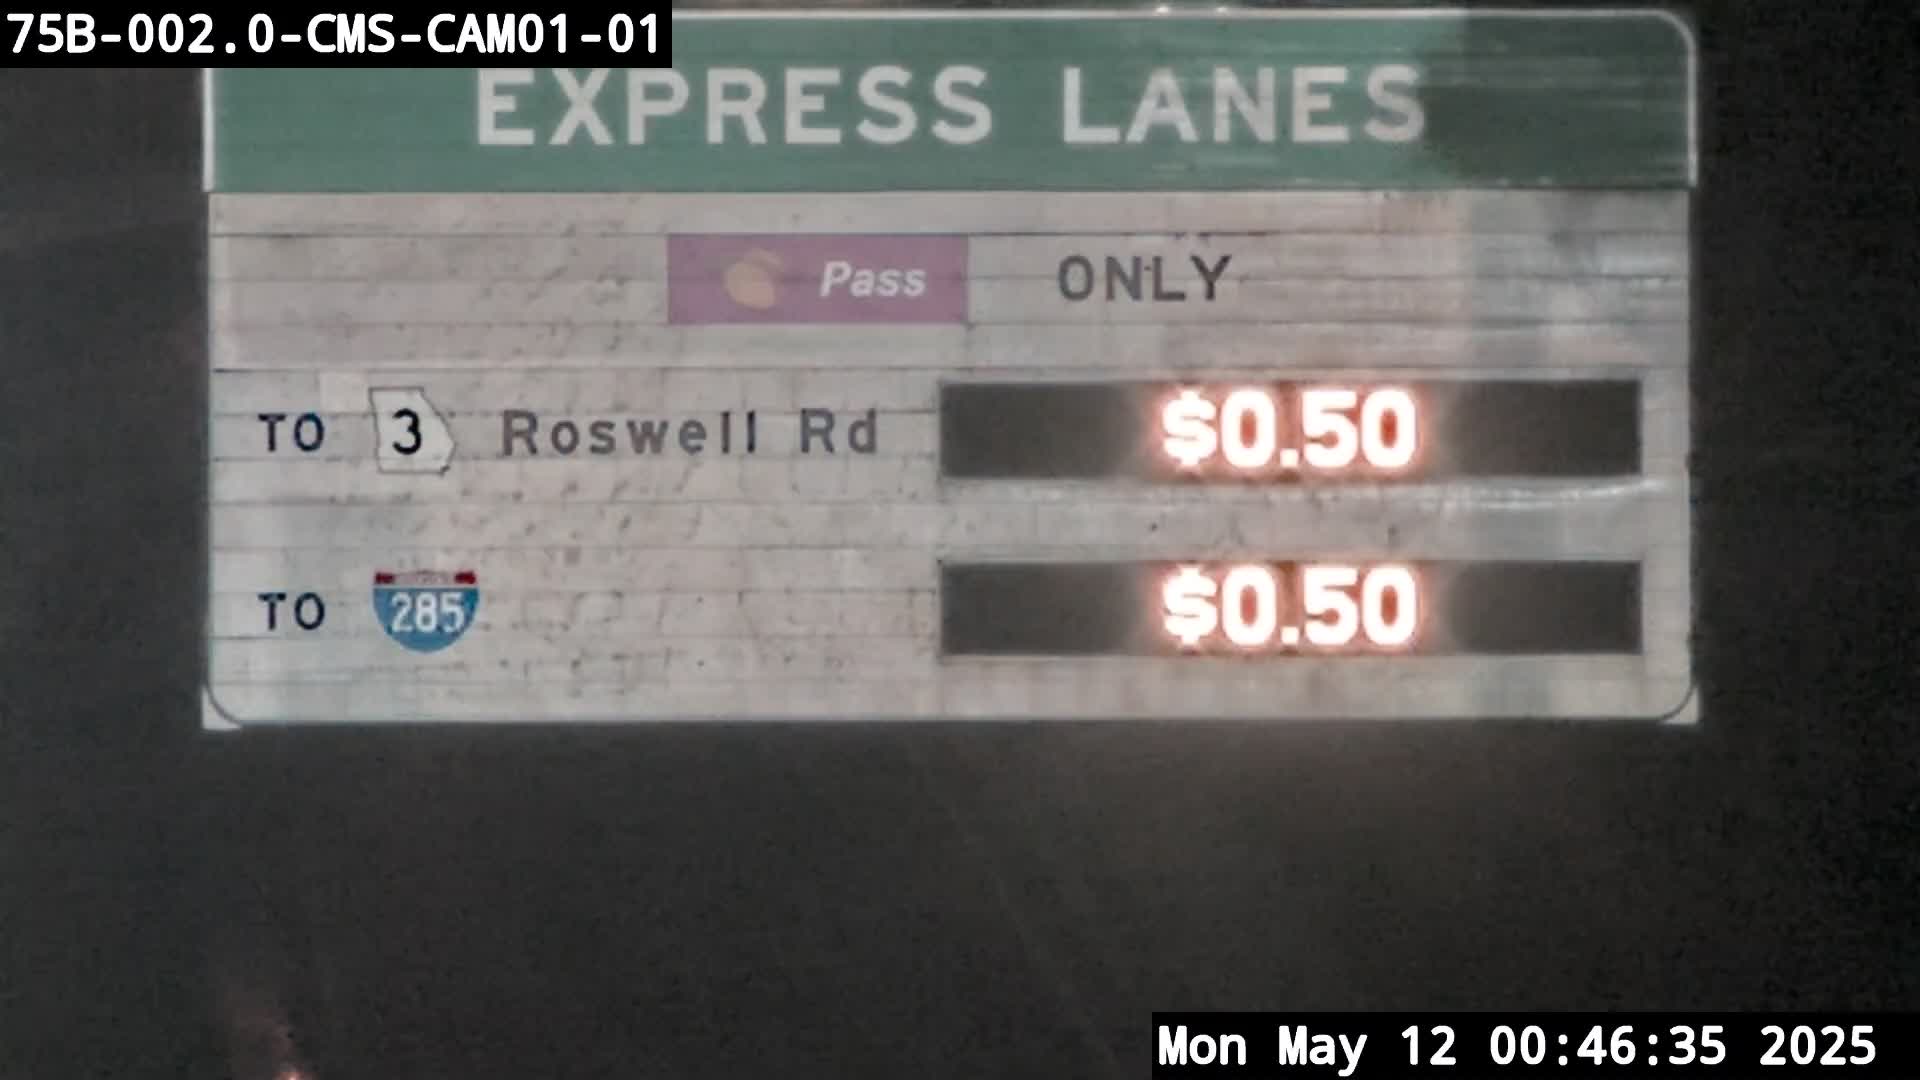 75B-002.0-CMS-CAM01-01
EXPRESS LANES
Pass ONLY
TO 3 Roswell Rd $0.50
TO 285 $0.50
Mon May 12 00:46:35 2025